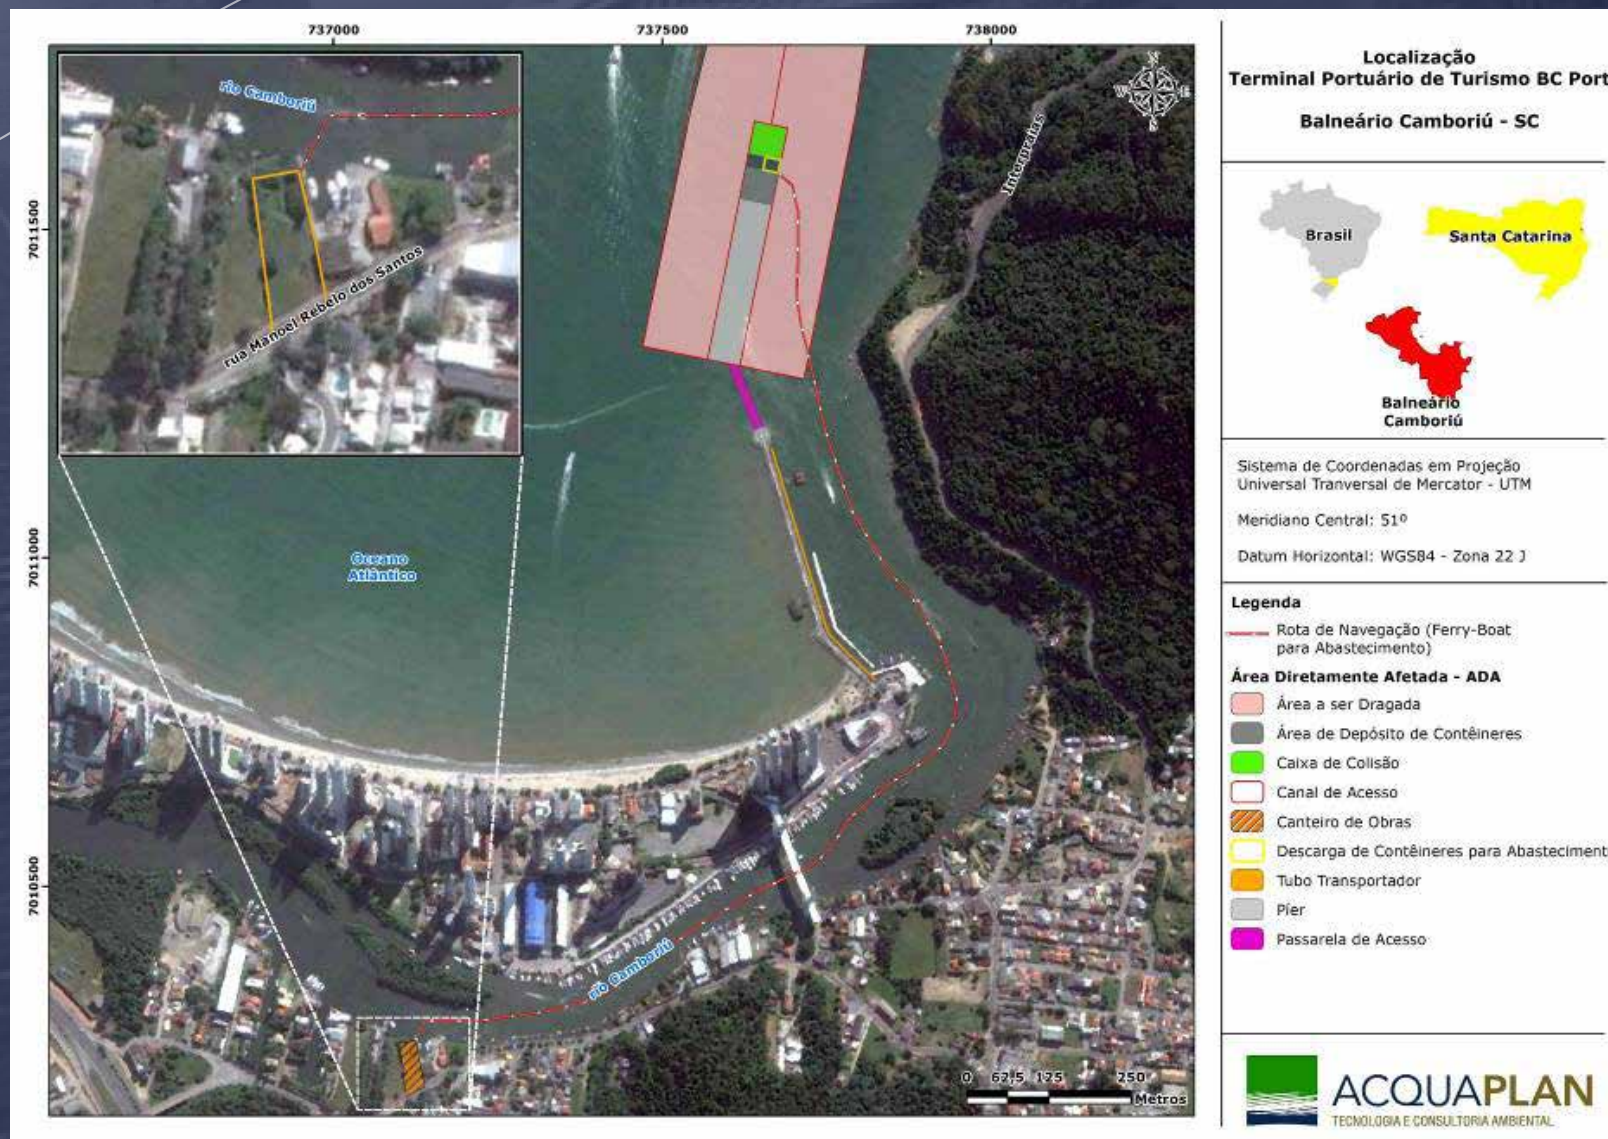 737000
737500
738000
7011500
7011000
7010500
rio Camboriú
rua Manoel Rebelo dos Santos
Interpraias
N
W
E
S
Oceano
Atlântico
rio Camboriú
0 62,5 125 250
Metros
Localização
Terminal Portuário de Turismo BC Port
Balneário Camboriú - SC
Brasil
Santa Catarina
Balneário
Camboriú
Sistema de Coordenadas em Projeção
Universal Tranversal de Mercator - UTM
Meridiano Central: 51º
Datum Horizontal: WGS84 - Zona 22 J
Legenda
Rota de Navegação (Ferry-Boat
para Abastecimento)
Área Diretamente Afetada - ADA
Área a ser Dragada
Área de Depósito de Contêineres
Caixa de Colisão
Canal de Acesso
Canteiro de Obras
Descarga de Contêineres para Abasteciment
Tubo Transportador
Píer
Passarela de Acesso
ACQUAPLAN
TECNOLOGIA E CONSULTORIA AMBIENTAL